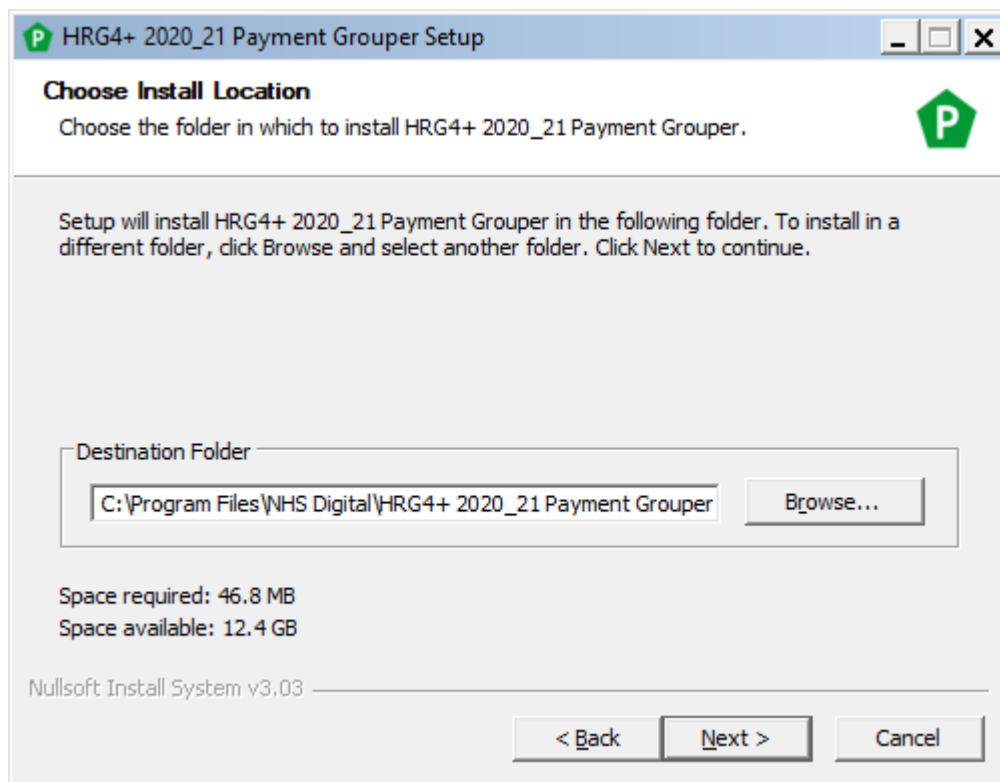 P HRG4+ 2020_21 Payment Grouper Setup
Choose Install Location
Choose the folder in which to install HRG4+ 2020_21 Payment Grouper.
P
Setup will install HRG4+ 2020_21 Payment Grouper in the following folder. To install in a
different folder, click Browse and select another folder. Click Next to continue.
Destination Folder
C:\Program Files\NHS Digital\HRG4+ 2020_21 Payment Grouper
Browse...
Space required: 46.8 MB
Space available: 12.4 GB
Nullsoft Install System v3.03
< Back
Next >
Cancel